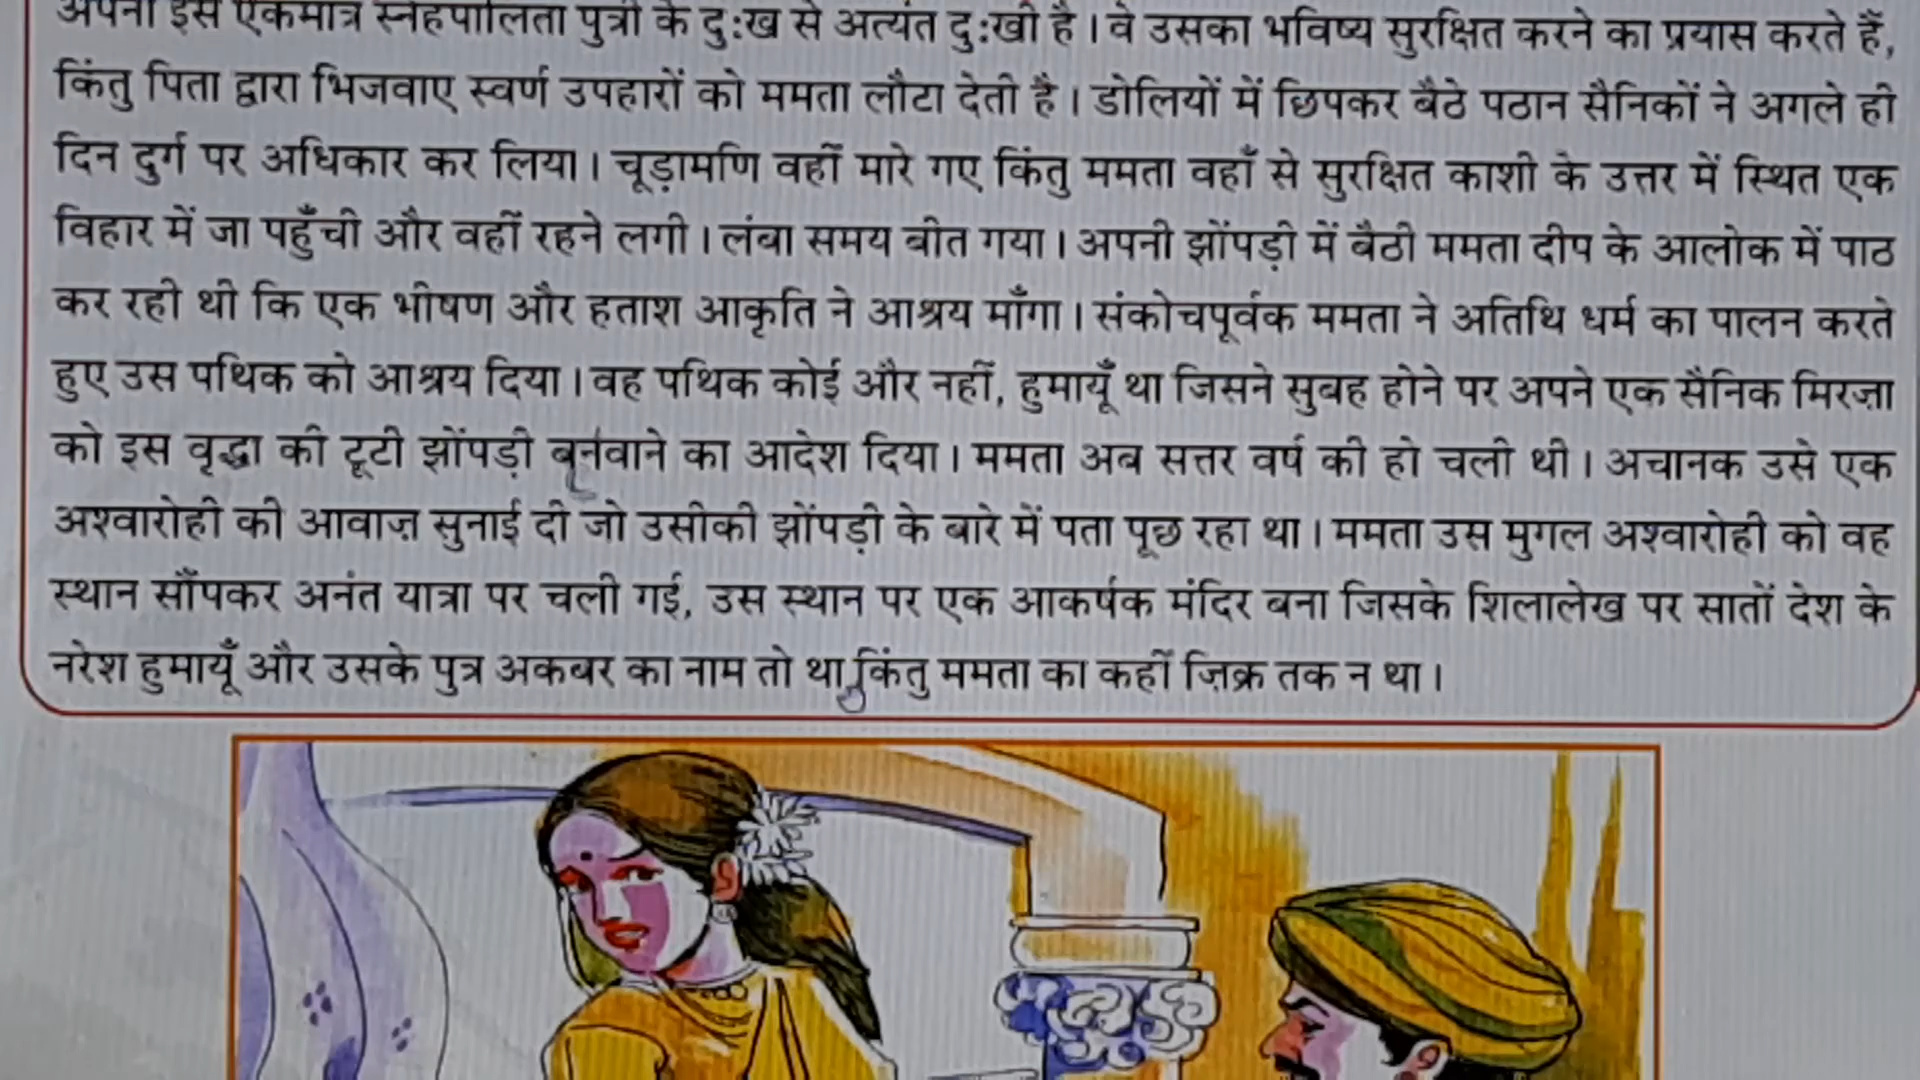 अपनी इस एकमात्र स्नेहपालिता पुत्री के दु:ख से अत्यंत दु:खी है। वे उसका भविष्य सुरक्षित करने का प्रयास करते हैं,
किंतु पिता द्वारा भिजवाए स्वर्ण उपहारों को ममता लौटा देती है। डोलियों में छिपकर बैठे पठान सैनिकों ने अगले ही
दिन दुर्ग पर अधिकार कर लिया। चूड़ामणि वहीं मारे गए किंतु ममता वहाँ से सुरक्षित काशी के उत्तर में स्थित एक
विहार में जा पहुँची और वहीं रहने लगी। लंबा समय बीत गया। अपनी झोंपड़ी में बैठी ममता दीप के आलोक में पाठ
कर रही थी कि एक भीषण और हताश आकृति ने आश्रय माँगा। संकोचपूर्वक ममता ने अतिथि धर्म का पालन करते
हुए उस पथिक को आश्रय दिया। वह पथिक कोई और नहीं, हुमायूँ था जिसने सुबह होने पर अपने एक सैनिक मिरज़ा
को इस वृद्धा की टूटी झोंपड़ी बनवाने का आदेश दिया। ममता अब सत्तर वर्ष की हो चली थी। अचानक उसे एक
अश्वारोही की आवाज़ सुनाई दी जो उसीकी झोंपड़ी के बारे में पता पूछ रहा था। ममता उस मुगल अश्वारोही को वह
स्थान सौंपकर अनंत यात्रा पर चली गई, उस स्थान पर एक आकर्षक मंदिर बना जिसके शिलालेख पर सातों देश के
नरेश हुमायूँ और उसके पुत्र अकबर का नाम तो था किंतु ममता का कहीं ज़िक्र तक न था।